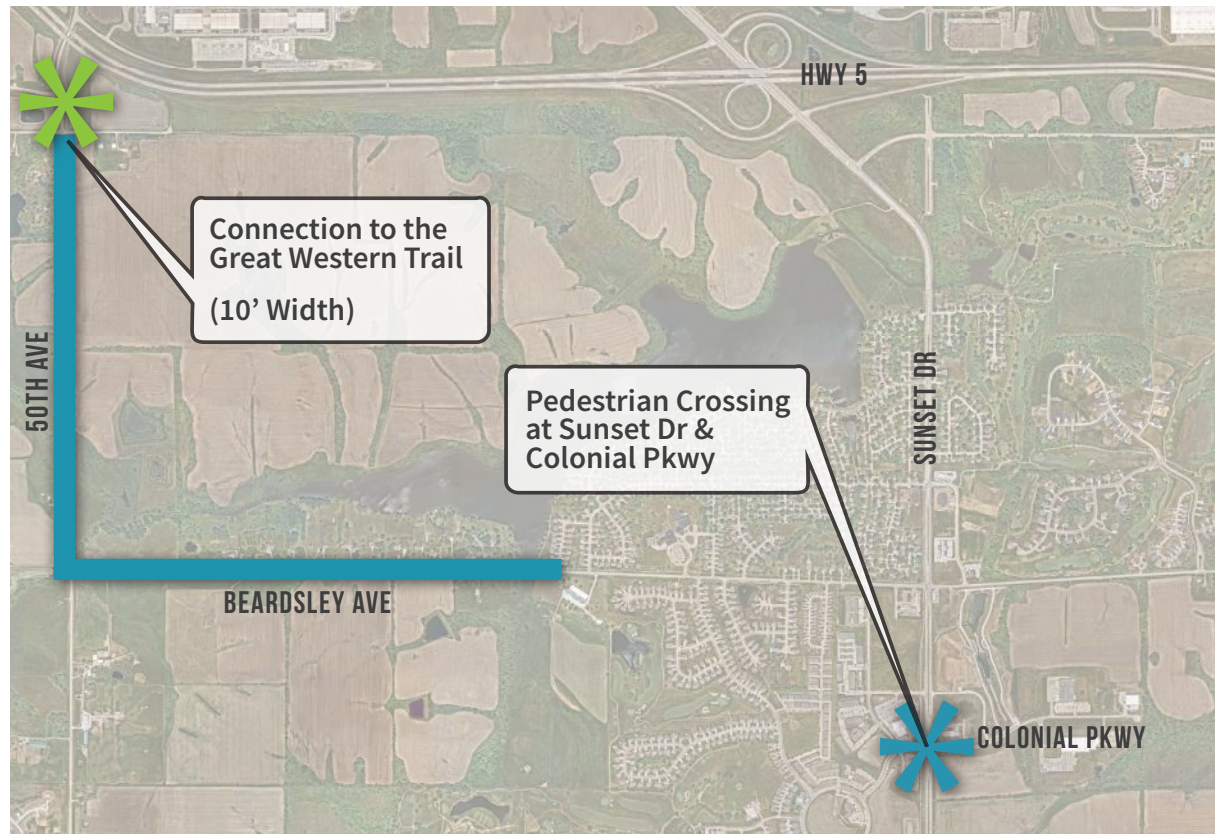 HWY 5
Connection to the
Great Western Trail
(10’ Width)
50TH AVE
Pedestrian Crossing
at Sunset Dr &
Colonial Pkwy
SUNSET DR
BEARDSLEY AVE
COLONIAL PKWY